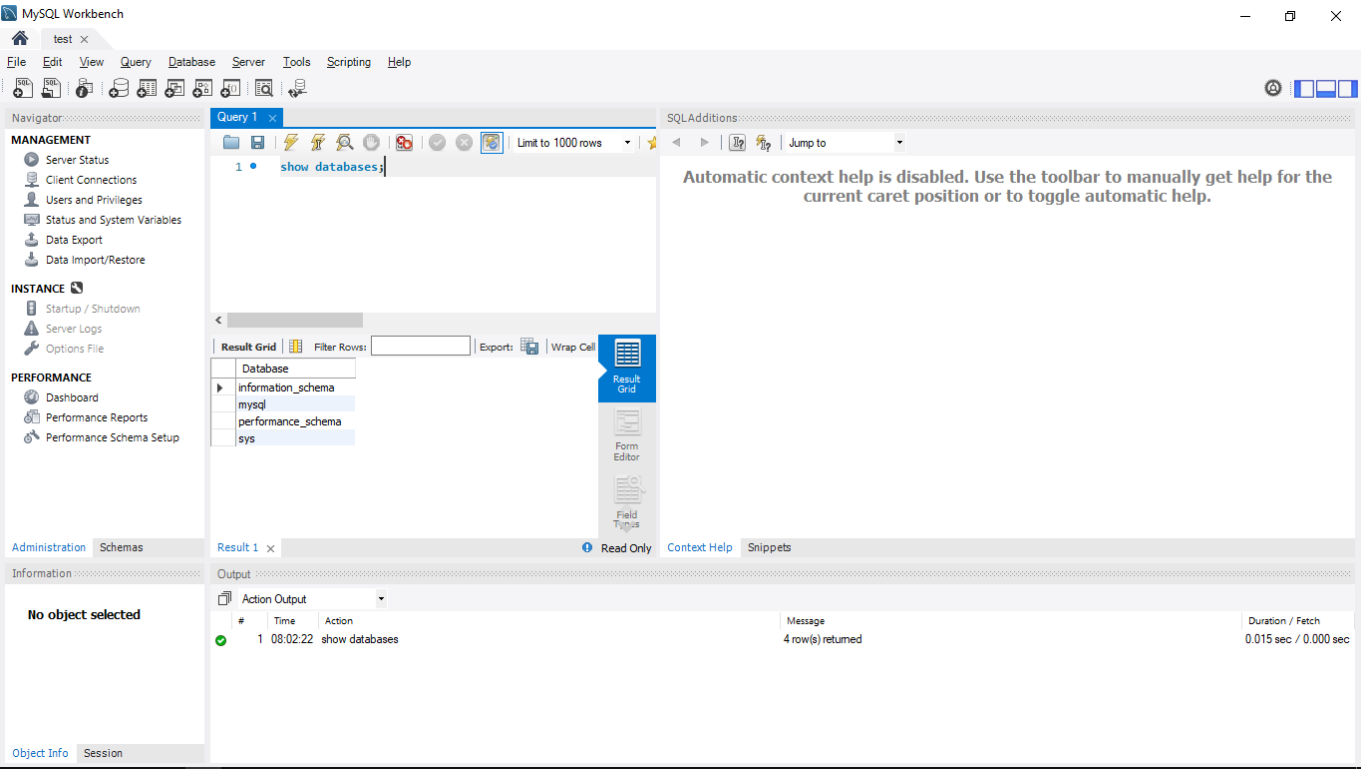 MySQL Workbench
test
File Edit View Query Database Server Tools Scripting Help
Navigator
MANAGEMENT
Server Status
Client Connections
Users and Privileges
Status and System Variables
Data Export
Data Import/Restore
INSTANCE
Startup / Shutdown
Server Logs
Options File
PERFORMANCE
Dashboard
Performance Reports
Performance Schema Setup
Administration Schemas
Query 1
Limit to 1000 rows
1 show databases;
Result Grid Filter Rows: Export: Wrap Cell
Database
information_schema
mysql
performance_schema
sys
Result
Grid
Form
Editor
Field
Types
Result 1 Read Only
SQLAdditions
Jump to
Automatic context help is disabled. Use the toolbar to manually get help for the
current caret position or to toggle automatic help.
Context Help Snippets
Information
No object selected
Object Info Session
Output
Action Output
# Time Action Message Duration / Fetch
1 08:02:22 show databases 4 row(s) returned 0.015 sec / 0.000 sec